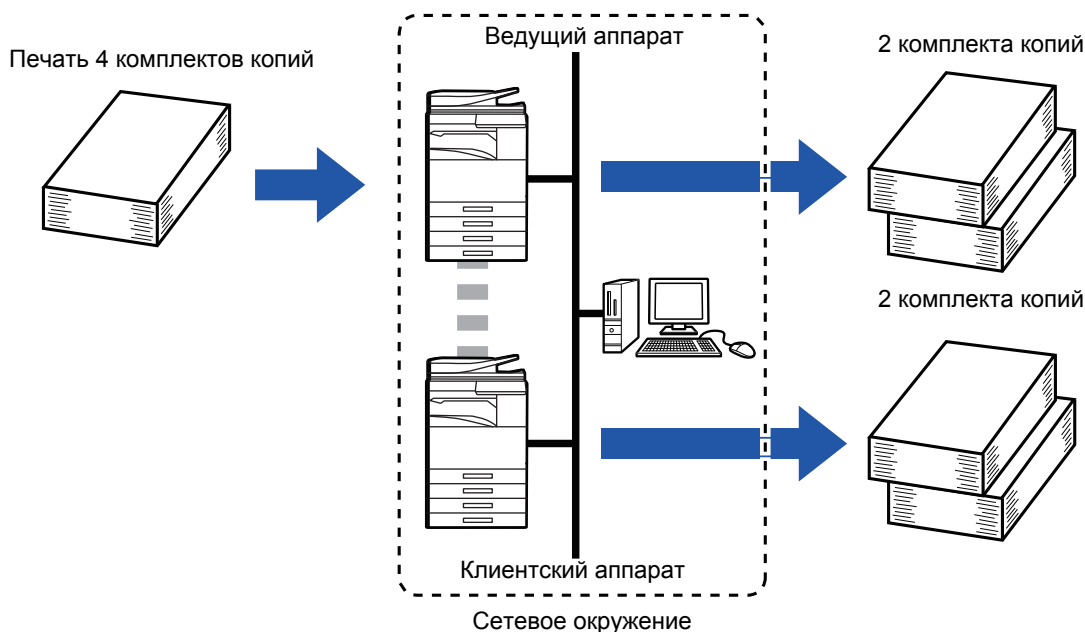 Печать 4 комплектов копий
Ведущий аппарат
2 комплекта копий
2 комплекта копий
Клиентский аппарат
Сетевое окружение